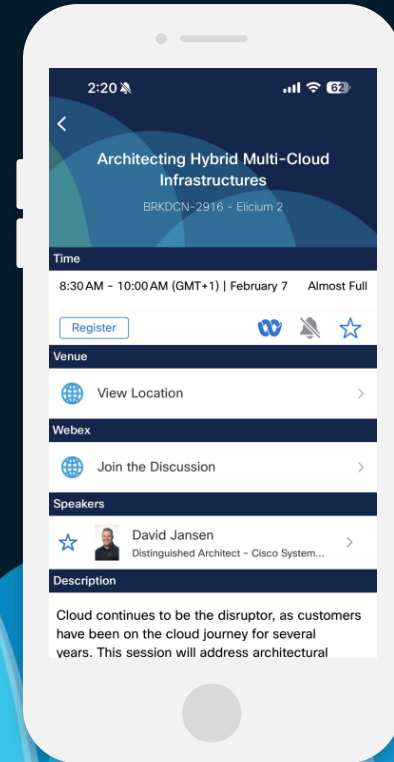 2:20
62
Architecting Hybrid Multi-Cloud
Infrastructures
BRKDCN-2916 - Elicium 2
Time
8:30 AM - 10:00 AM (GMT+1) | February 7 Almost Full
Register
Venue
View Location
Webex
Join the Discussion
Speakers
David Jansen
Distinguished Architect - Cisco System...
Description
Cloud continues to be the disruptor, as customers
have been on the cloud journey for several
years. This session will address architectural